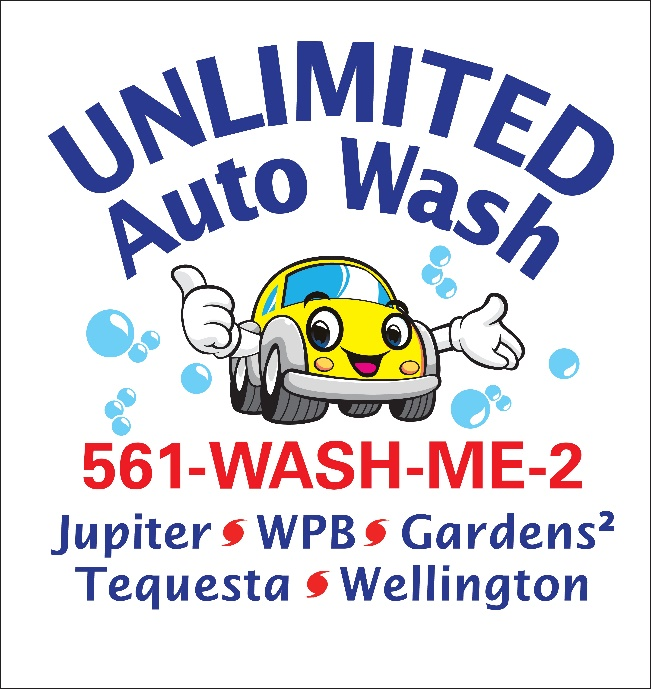 UNLIMITED
Auto Wash
561-WASH-ME-2
Jupiter WPB Gardens²
Tequesta Wellington